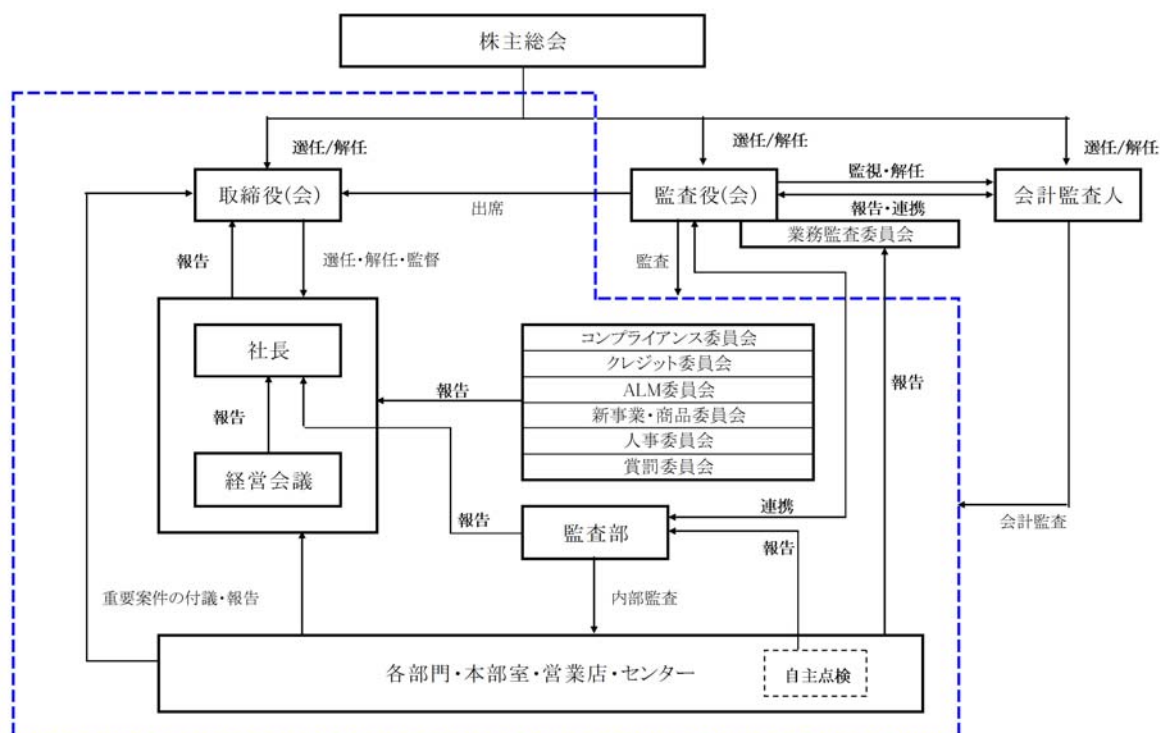 株主総会
選任/解任
選任/解任
選任/解任
取締役(会)
出席
監査役(会)
監視・解任
報告・連携
会計監査人
業務監査委員会
報告
選任・解任・監督
監査
社長
報告
経営会議
報告
コンプライアンス委員会
クレジット委員会
ALM委員会
新事業・商品委員会
人事委員会
賞罰委員会
報告
報告
監査部
連携
報告
会計監査
重要案件の付議・報告
内部監査
各部門・本部室・営業店・センター
自主点検